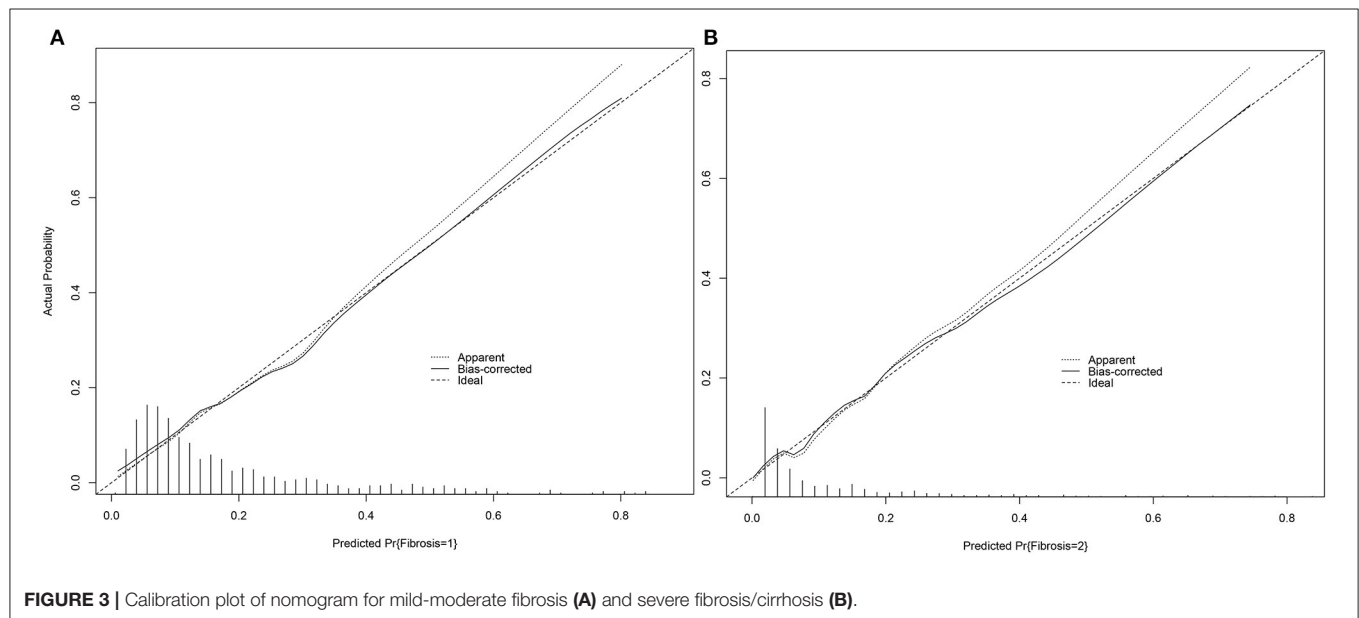 A
B
0.8
0.6
0.4
0.2
0.0
Actual Probability
Apparent
Bias-corrected
Ideal
0.0 0.2 0.4 0.6 0.8
Predicted Pr{Fibrosis=1}
0.8
0.6
0.4
0.2
0.0
Apparent
Bias-corrected
Ideal
0.0 0.2 0.4 0.6 0.8
Predicted Pr{Fibrosis=2}
FIGURE 3 | Calibration plot of nomogram for mild-moderate fibrosis (A) and severe fibrosis/cirrhosis (B).